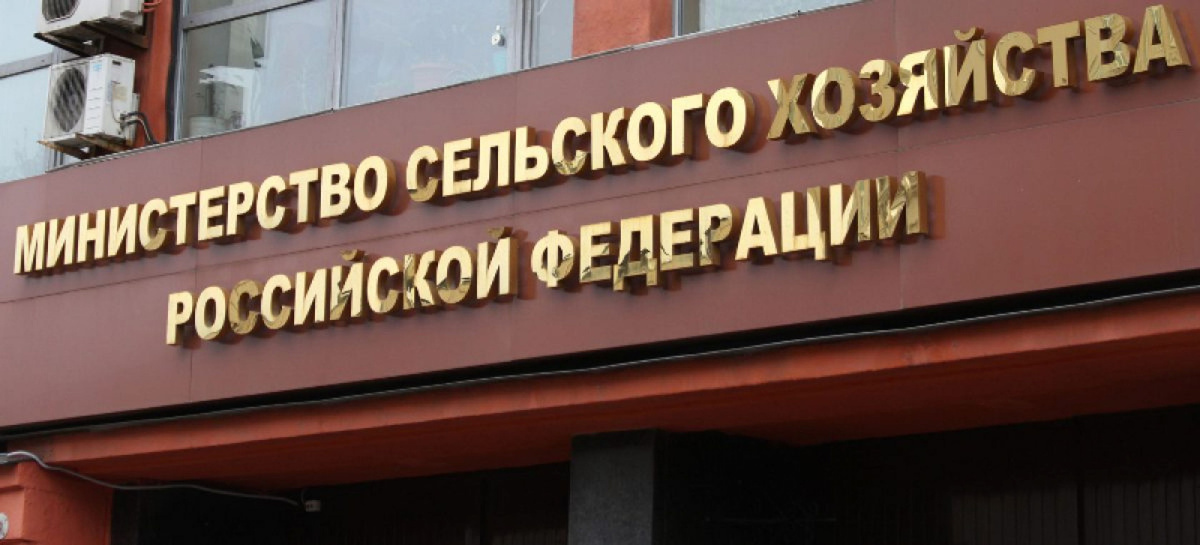 МИНИСТЕРСТВО СЕЛЬСКОГО ХОЗЯЙСТВА
РОССИЙСКОЙ ФЕДЕРАЦИИ